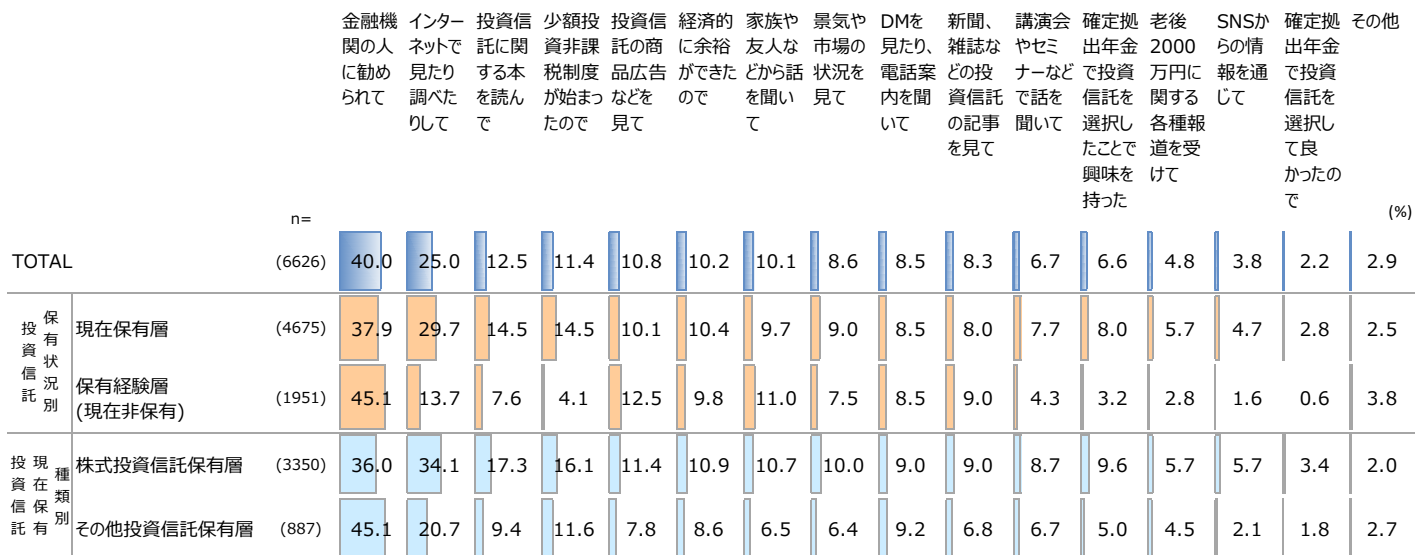 金融機関の人に勧められて
インターネットで見たり調べたりして
投資信託に関する本を読んで
少額投資非課税制度が始まったので
投資信託の商品広告などを見て
経済的に余裕ができたので
家族や友人などから話を聞いて
景気や市場の状況を見て
DMを見たり、電話案内を聞いて
新聞、雑誌などの投資信託の記事を見て
講演会やセミナーなどで話を聞いて
確定拠出年金で投資信託を選択したことで興味を持った
老後2000万円に関する各種報道を受けて
SNSからの情報を通じて
確定拠出年金で投資信託を選択して良かったので
その他
n=
(%)
TOTAL (6626) 40.0 25.0 12.5 11.4 10.8 10.2 10.1 8.6 8.5 8.3 6.7 6.6 4.8 3.8 2.2 2.9
投資信託保有状況別
現在保有層 (4675) 37.9 29.7 14.5 14.5 10.1 10.4 9.7 9.0 8.5 8.0 7.7 8.0 5.7 4.7 2.8 2.5
保有経験層
(現在非保有) (1951) 45.1 13.7 7.6 4.1 12.5 9.8 11.0 7.5 8.5 9.0 4.3 3.2 2.8 1.6 0.6 3.8
投資信託現在保有種類別
株式投資信託保有層 (3350) 36.0 34.1 17.3 16.1 11.4 10.9 10.7 10.0 9.0 9.0 8.7 9.6 5.7 5.7 3.4 2.0
その他投資信託保有層 (887) 45.1 20.7 9.4 11.6 7.8 8.6 6.5 6.4 9.2 6.8 6.7 5.0 4.5 2.1 1.8 2.7